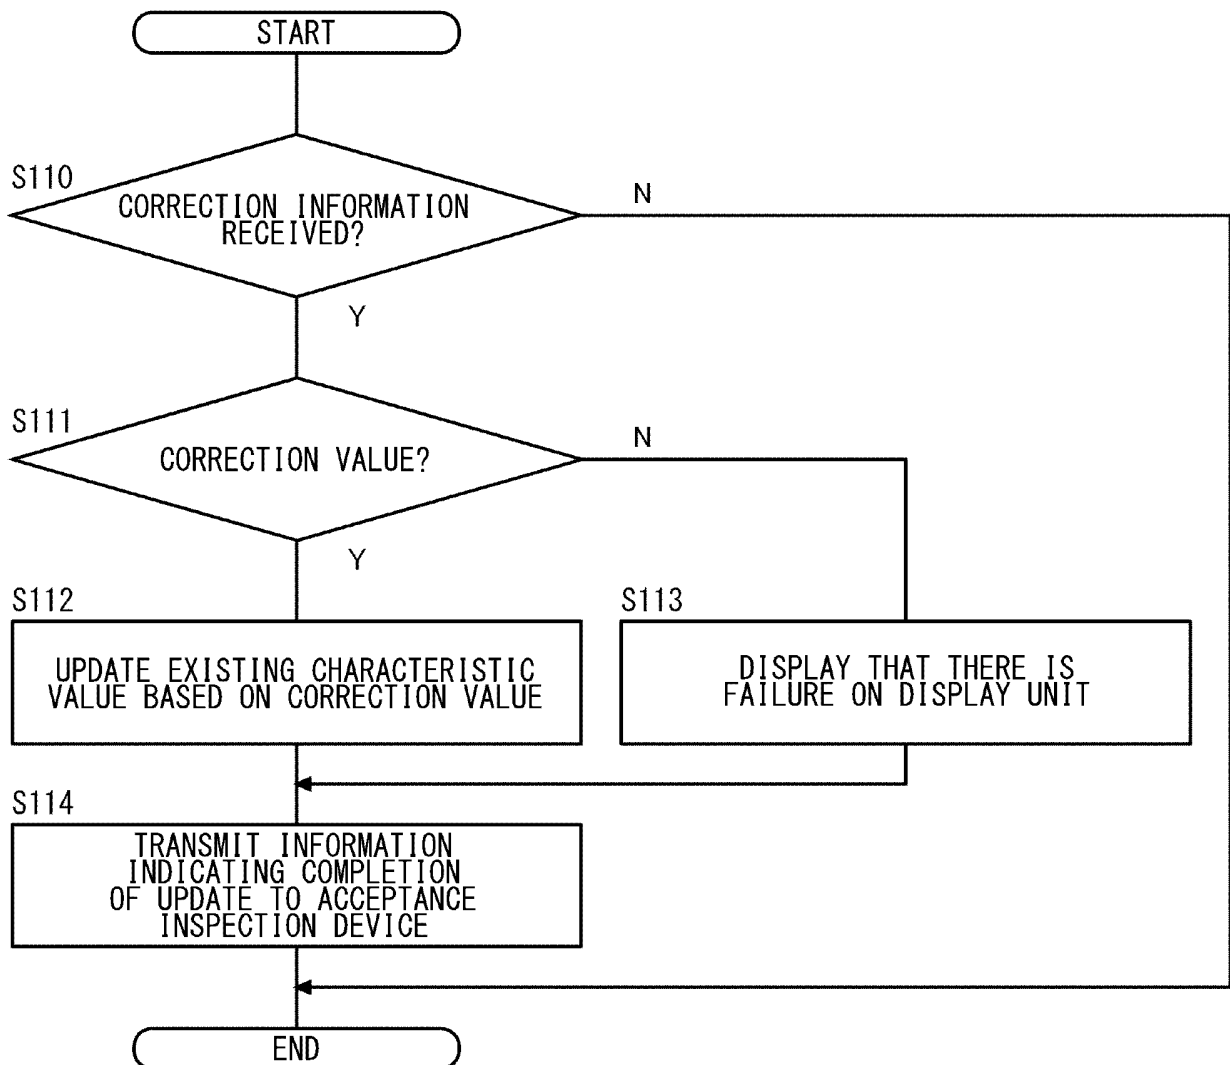 START
S110
CORRECTION INFORMATION
RECEIVED?
N
Y
S111
CORRECTION VALUE?
N
Y
S112
UPDATE EXISTING CHARACTERISTIC
VALUE BASED ON CORRECTION VALUE
S113
DISPLAY THAT THERE IS
FAILURE ON DISPLAY UNIT
S114
TRANSMIT INFORMATION
INDICATING COMPLETION
OF UPDATE TO ACCEPTANCE
INSPECTION DEVICE
END